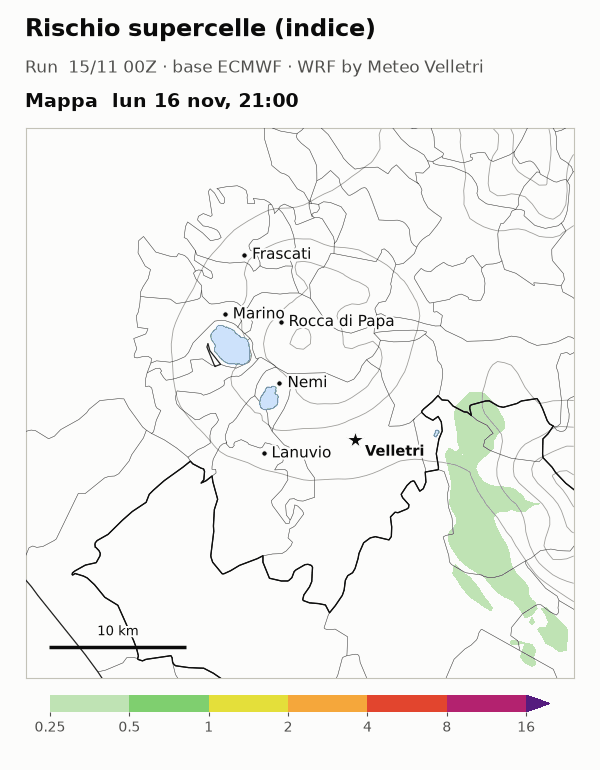 Rischio supercelle (indice)
Run  15/11 00Z · base ECMWF · WRF by Meteo Velletri
Mappa  lun 16 nov, 21:00
Frascati
Marino
Rocca di Papa
Nemi
Velletri
Lanuvio
10 km
0.25 0.5 1 2 4 8 16